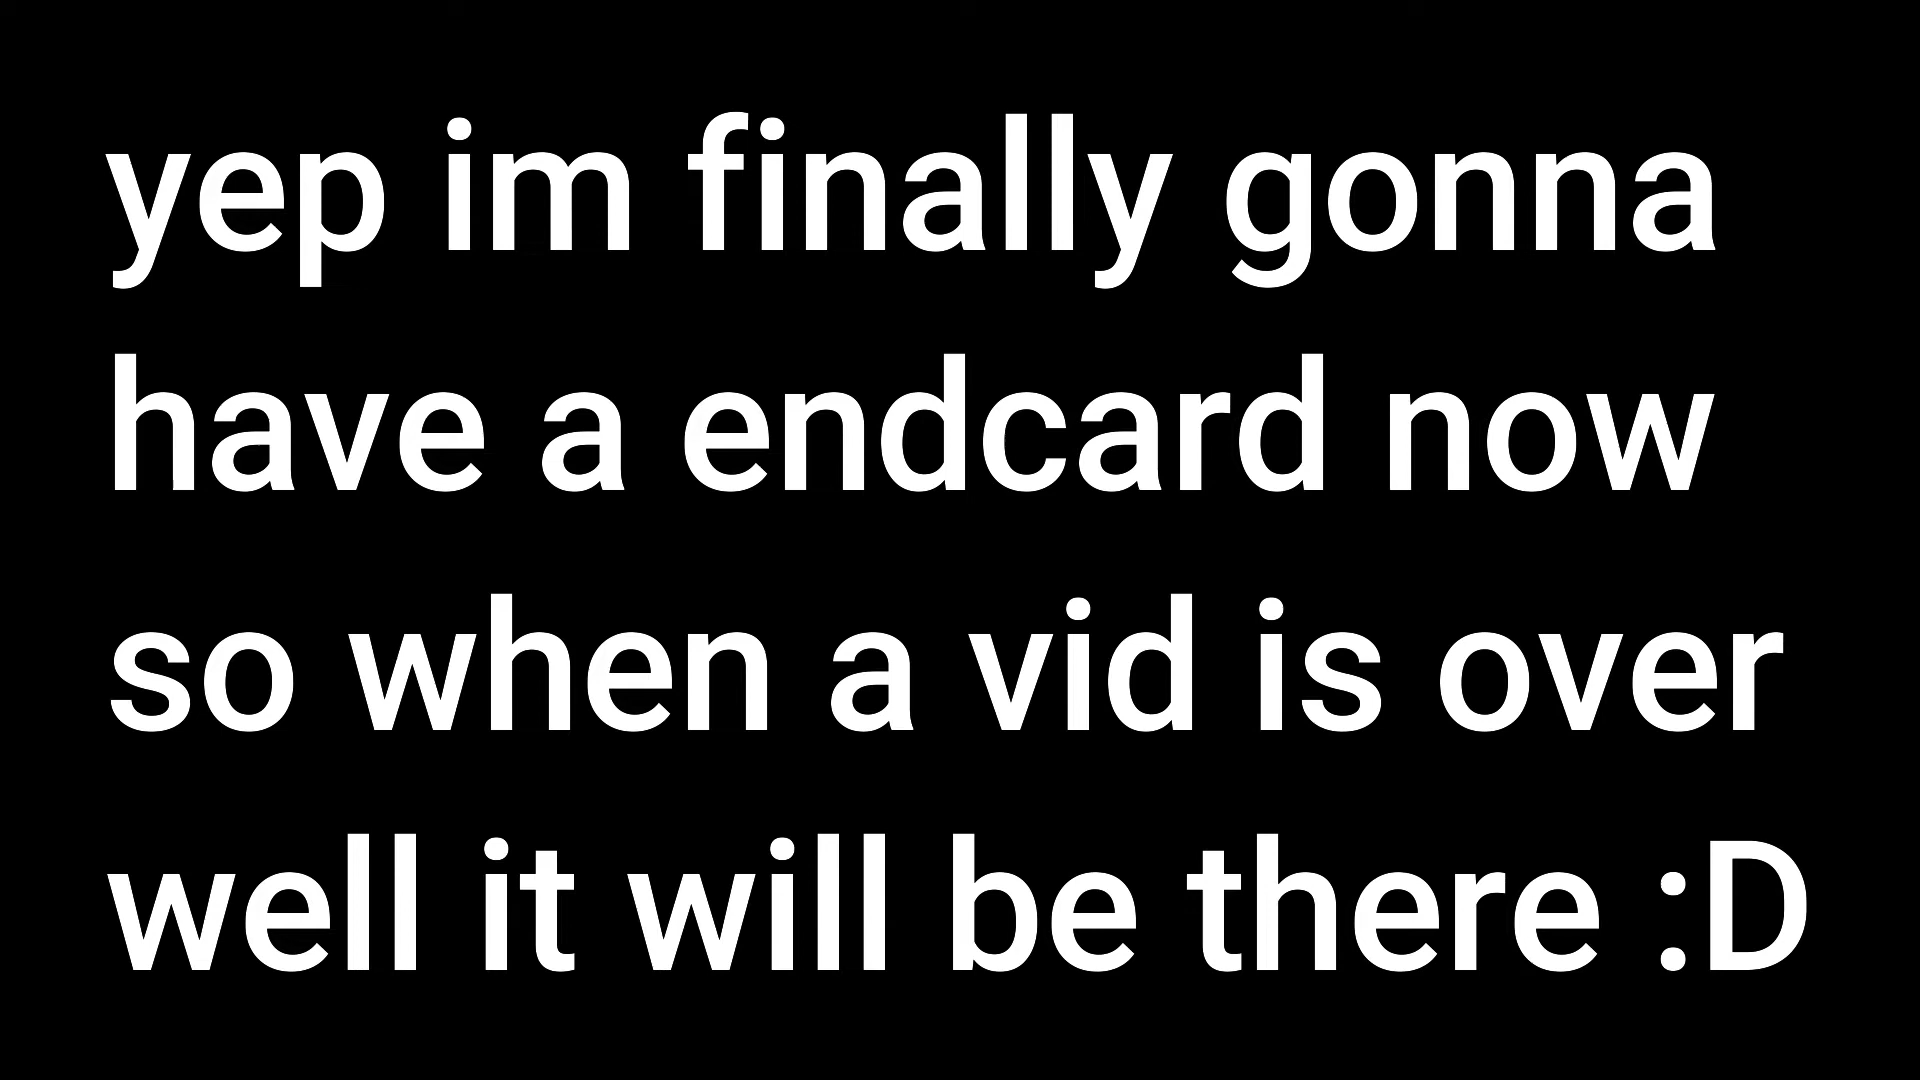 yep im finally gonna
have a endcard now
so when a vid is over
well it will be there :D